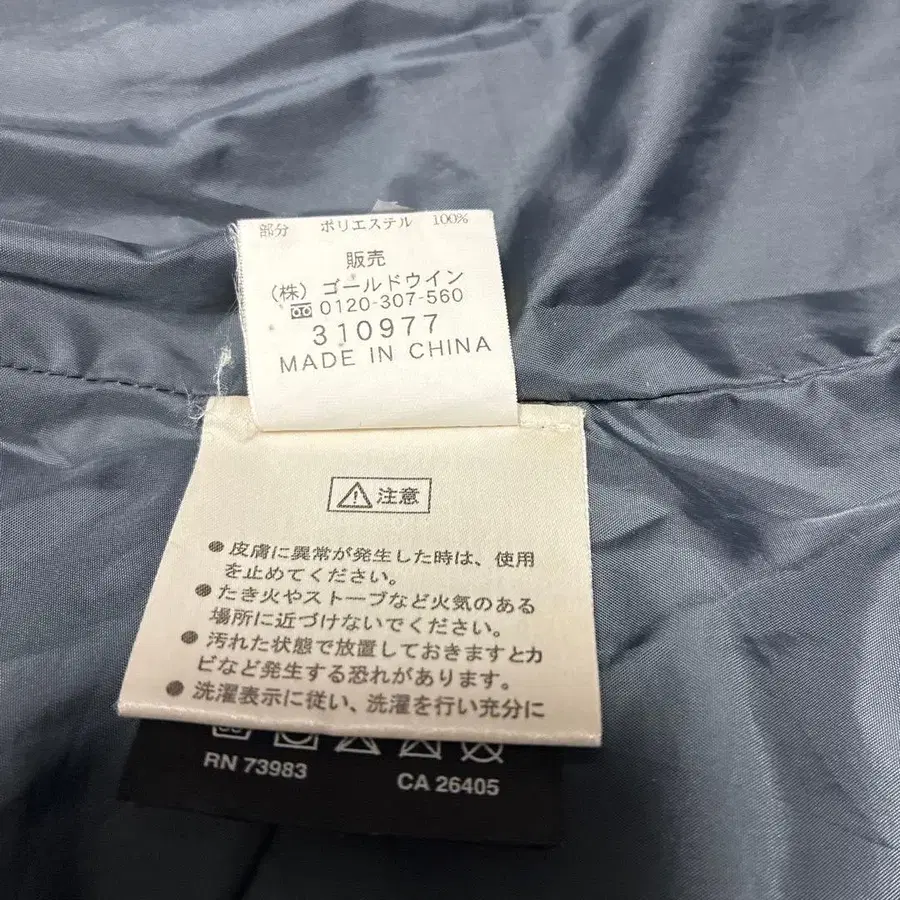 部分 ポリエステル 100%
販売
(株) ゴールドウイン
0120-307-560
310977
MADE IN CHINA
注意
●皮膚に異常が発生した時は、使用
を止めてください。
●たき火やストーブなど火気のある
場所に近づけないでください。
●汚れた状態で放置しておきますとカ
ビなど発生する恐れがあります。
●洗濯表示に従い、洗濯を行い充分に
RN 73983
CA 26405